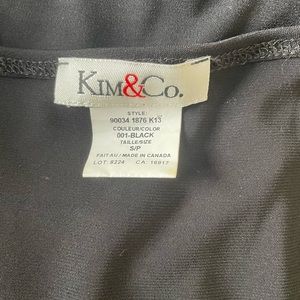 KIM&CO.
STYLE:
90034 1876 K13
COULEUR/COLOR
001-BLACK
TAILLE/SIZE
S/P
FAIT AU / MADE IN CANADA
LOT: 8224 CA: 16917